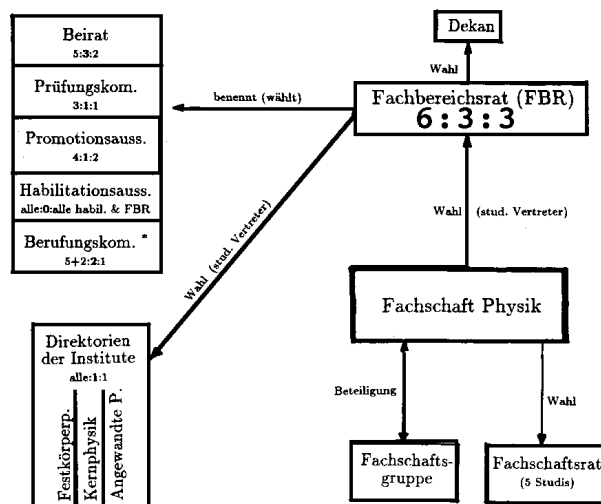 Beirat
5:3:2
Prüfungskom.
3:1:1
Promotionsauss.
4:1:2
Habilitationsauss.
alle:0:alle habil. & FBR
Berufungskom. *
5+2:2:1
benennt (wählt)
Dekan
Wahl
Fachbereichsrat (FBR)
6:3:3
Wahl (stud. Vertreter)
Wahl (stud. Vertreter)
Fachschaft Physik
Direktorien
der Institute
alle:1:1
Festkörperp.
Kernphysik
Angewandte P.
Beteiligung
Wahl
Fachschafts-
gruppe
Fachschaftsrat
(5 Studis)